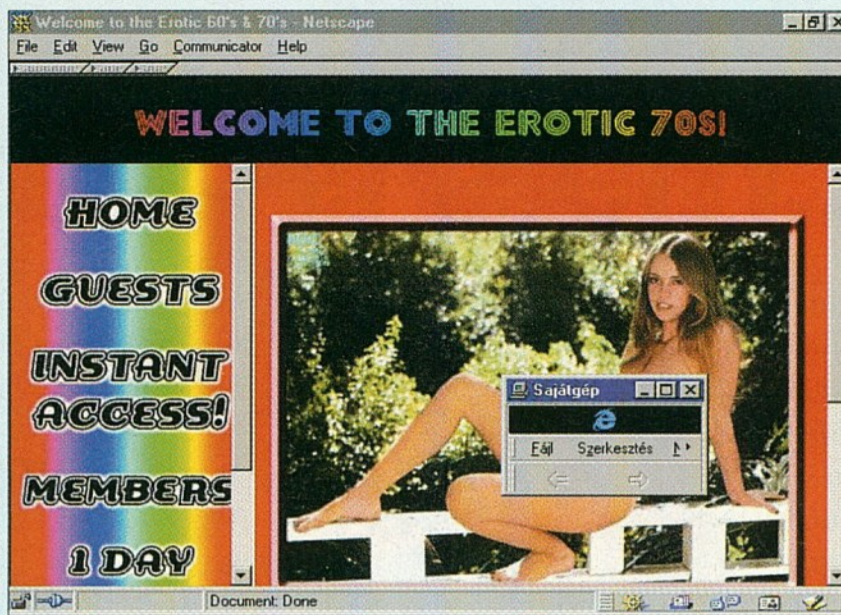 Welcome to the Erotic 60's & 70's - Netscape
File Edit View Go Communicator Help
WELCOME TO THE EROTIC 70S!
HOME
GUESTS
INSTANT
ACCESS!
MEMBERS
1 DAY
Sajátgép
Fájl Szerkesztés
Document: Done